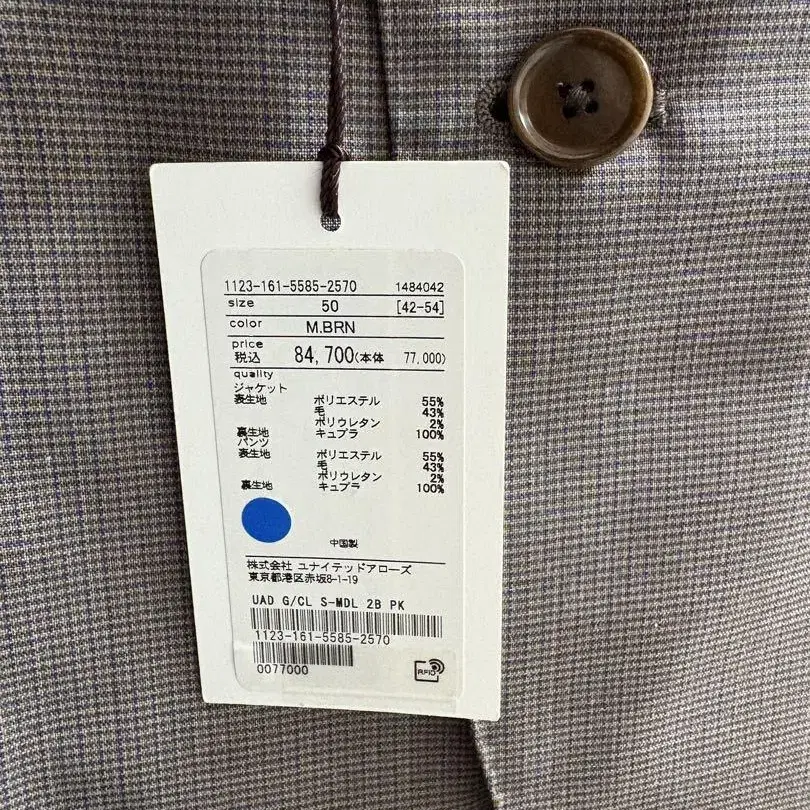 1123-161-5585-2570 1484042
size 50 [42-54]
color M.BRN
price
税込 84,700(本体 77,000)
quality
ジャケット
表生地 ポリエステル 55%
毛 43%
ポリウレタン 2%
裏生地 キュプラ 100%
パンツ
表生地 ポリエステル 55%
毛 43%
ポリウレタン 2%
裏生地 キュプラ 100%
中国製
株式会社 ユナイテッドアローズ
東京都港区赤坂8-1-19
UAD G/CL S-MDL 2B PK
1123-161-5585-2570
0077000
RFID